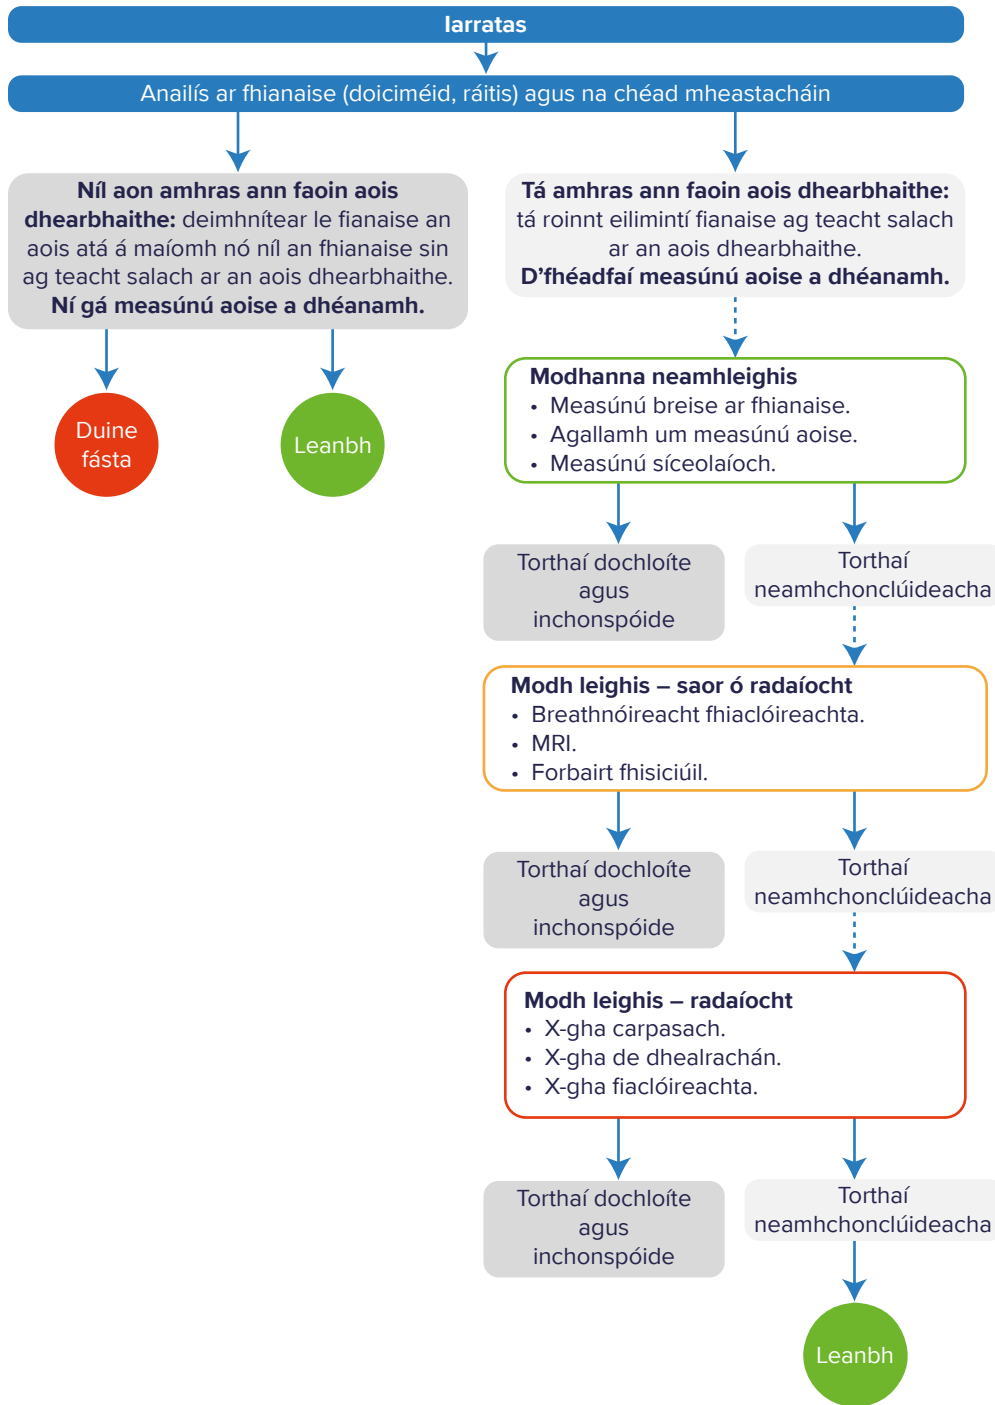 Iarratas
Anailís ar fhianaise (doiciméid, ráitis) agus na chéad mheastacháin
Níl aon amhras ann faoin aois
dhearbhaithe: deimhnítear le fianaise an
aois atá á maíomh nó níl an fhianaise sin
ag teacht salach ar an aois dhearbhaithe.
Ní gá measúnú aoise a dhéanamh.
Tá amhras ann faoin aois dhearbhaithe:
tá roinnt eilimintí fianaise ag teacht salach
ar an aois dhearbhaithe.
D'fhéadfaí measúnú aoise a dhéanamh.
Duine
fásta
Leanbh
Modhanna neamhleighis
• Measúnú breise ar fhianaise.
• Agallamh um measúnú aoise.
• Measúnú síceolaíoch.
Torthaí dochloíte
agus
inchonspóide
Torthaí
neamhchonclúideacha
Modh leighis – saor ó radaíocht
• Breathnóireacht fhiaclóireachta.
• MRI.
• Forbairt fhisiciúil.
Torthaí dochloíte
agus
inchonspóide
Torthaí
neamhchonclúideacha
Modh leighis – radaíocht
• X-gha carpasach.
• X-gha de dhealrachán.
• X-gha fiaclóireachta.
Torthaí dochloíte
agus
inchonspóide
Torthaí
neamhchonclúideacha
Leanbh